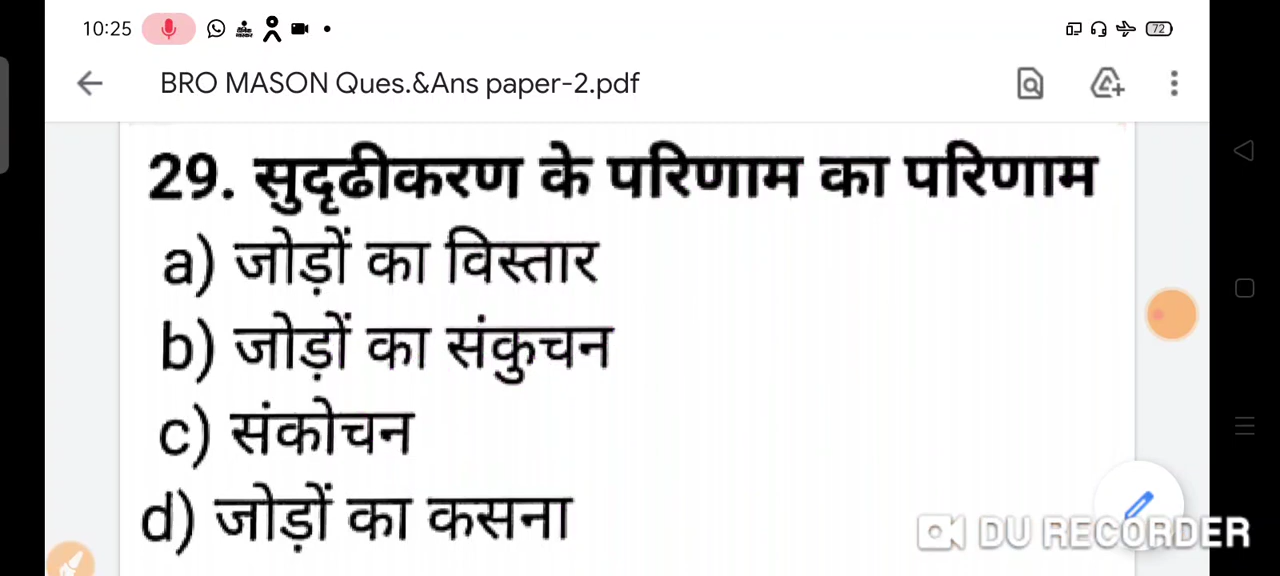 10:25
72
BRO MASON Ques.&Ans paper-2.pdf
29. सुदृढीकरण के परिणाम का परिणाम
a) जोड़ों का विस्तार
b) जोड़ों का संकुचन
c) संकोचन
d) जोड़ों का कसना
DU RECORDER